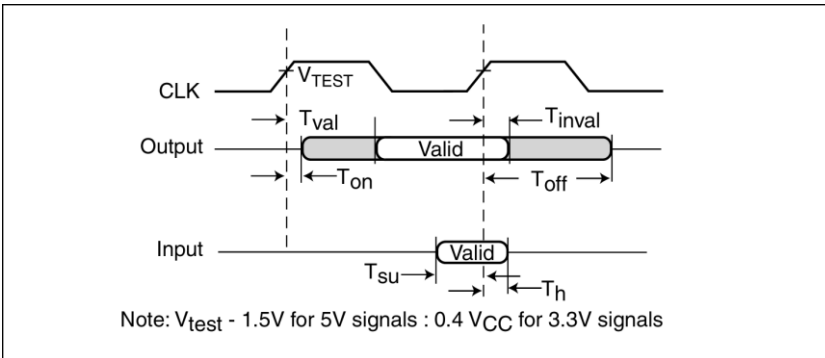 CLK
VTEST
Tval
Tinval
Output
Valid
Ton
Toff
Input
Valid
Tsu
Th
Note: Vtest - 1.5V for 5V signals : 0.4 VCC for 3.3V signals